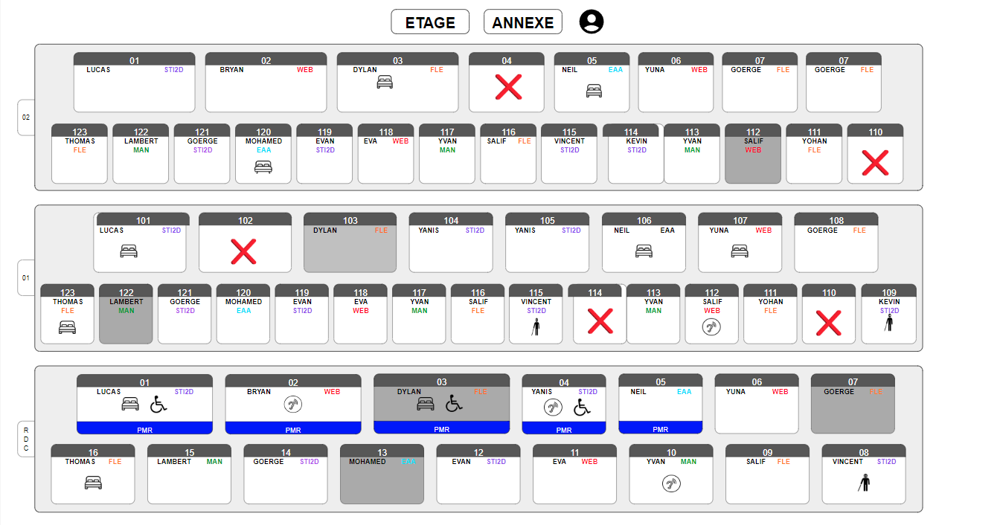 ETAGE ANNEXE
01 02 03 04 05 06 07 07
LUCAS STI2D BRYAN WEB DYLAN FLE NEIL EAA YUNA WEB GOERGE FLE GOERGE FLE
02
123 122 121 120 119 118 117 116 115 114 113 112 111 110
THOMAS LAMBERT GOERGE MOHAMED EVAN EVA WEB YVAN SALIF FLE VINCENT KEVIN YVAN SALIF YOHAN
FLE MAN STI2D EAA STI2D MAN STI2D STI2D MAN WEB FLE
101 102 103 104 105 106 107 108
LUCAS STI2D DYLAN FLE YANIS STI2D YANIS STI2D NEIL EAA YUNA WEB GOERGE FLE
01
123 122 121 120 119 118 117 116 115 114 113 112 111 110 109
THOMAS LAMBERT GOERGE MOHAMED EVAN EVA YVAN SALIF VINCENT YVAN SALIF YOHAN KEVIN
FLE MAN STI2D EAA STI2D WEB MAN FLE STI2D MAN WEB FLE STI2D
01 02 03 04 05 06 07
LUCAS STI2D BRYAN WEB DYLAN FLE YANIS STI2D NEIL EAA YUNA WEB GOERGE FLE
PMR PMR PMR PMR PMR
R
D
C
16 15 14 13 12 11 10 09 08
THOMAS FLE LAMBERT MAN GOERGE STI2D MOHAMED EAA EVAN STI2D EVA WEB YVAN MAN SALIF FLE VINCENT STI2D